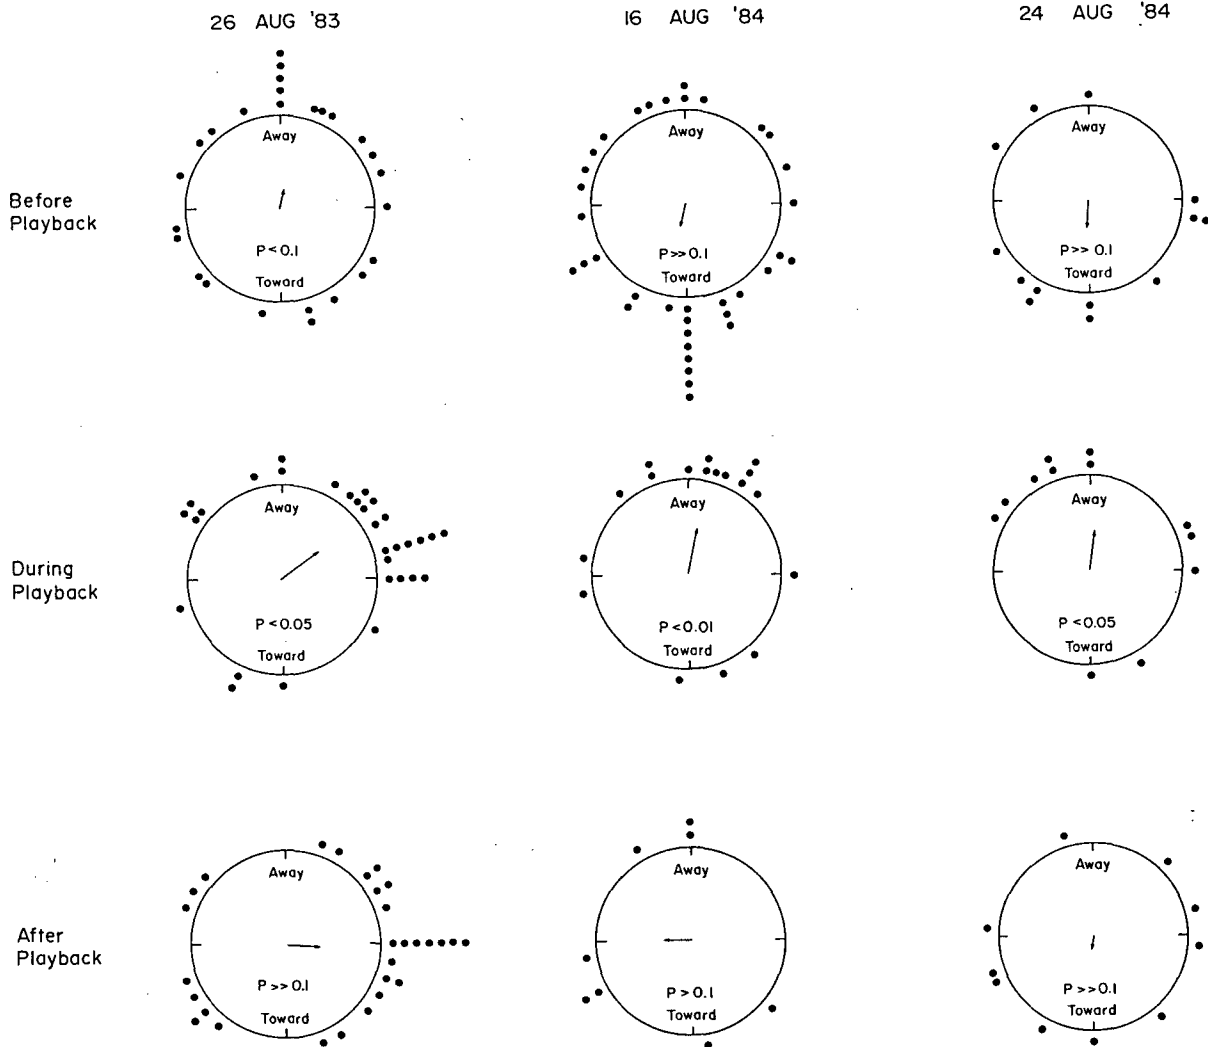 26 AUG '83
16 AUG '84
24 AUG '84
Before
Playback
Away
P < 0.1
Toward
Away
P >> 0.1
Toward
Away
P >> 0.1
Toward
During
Playback
Away
P < 0.05
Toward
Away
P < 0.01
Toward
Away
P < 0.05
Toward
After
Playback
Away
P >> 0.1
Toward
Away
P > 0.1
Toward
Away
P >> 0.1
Toward